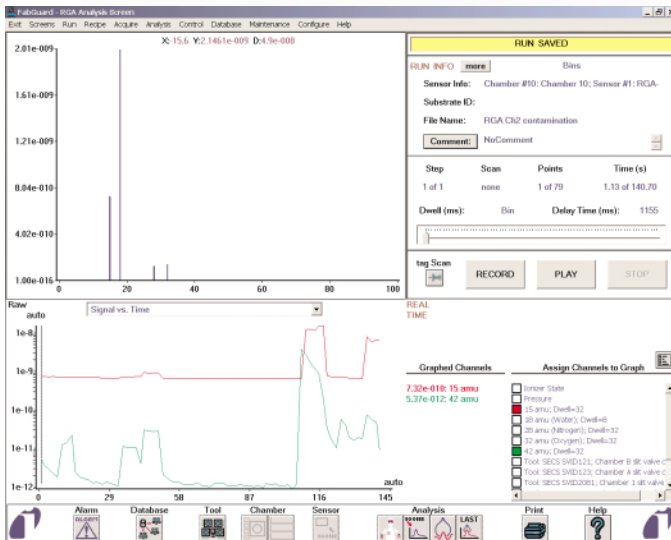 FabGuard - RGA Analysis Screen
Exit Screens Run Recipe Acquire Analysis Control Database Maintenance Configure Help
X:-15.6 Y:2.1461e-009 D:4.9e-008
2.01e-009
1.61e-009
1.21e-009
8.04e-010
4.02e-010
1.00e-016
0 20 40 60 80 100
RUN SAVED
RUN INFO more Bins
Sensor Info: Chamber #10: Chamber 10; Sensor #1: RGA-
Substrate ID:
File Name: RGA Ch2 contamination
Comment: NoComment
Step Scan Points Time (s)
1 of 1 none 1 of 79 1.13 of 140.70
Dwell (ms): Bin Delay Time (ms): 1155
tag Scan
RECORD PLAY STOP
Raw
auto
Signal vs. Time
1e-8
1e-9
1e-10
1e-11
1e-12
0 29 58 87 116 145
auto
REAL
TIME
Graphed Channels
7.32e-010: 15 amu
5.37e-012: 42 amu
Assign Channels to Graph
Ionizer State
Pressure
15 amu; Dwell=32
18 amu (Water); Dwell=8
28 amu (Nitrogen); Dwell=32
32 amu (Oxygen); Dwell=32
42 amu; Dwell=32
Tool: SECS SVID121; Chamber B slit valve c
Tool: SECS SVID123; Chamber A slit valve c
Tool: SECS SVID2081; Chamber 1 slit valve
Alarm Database Tool Chamber Sensor Analysis Print Help
ALARM
LAST